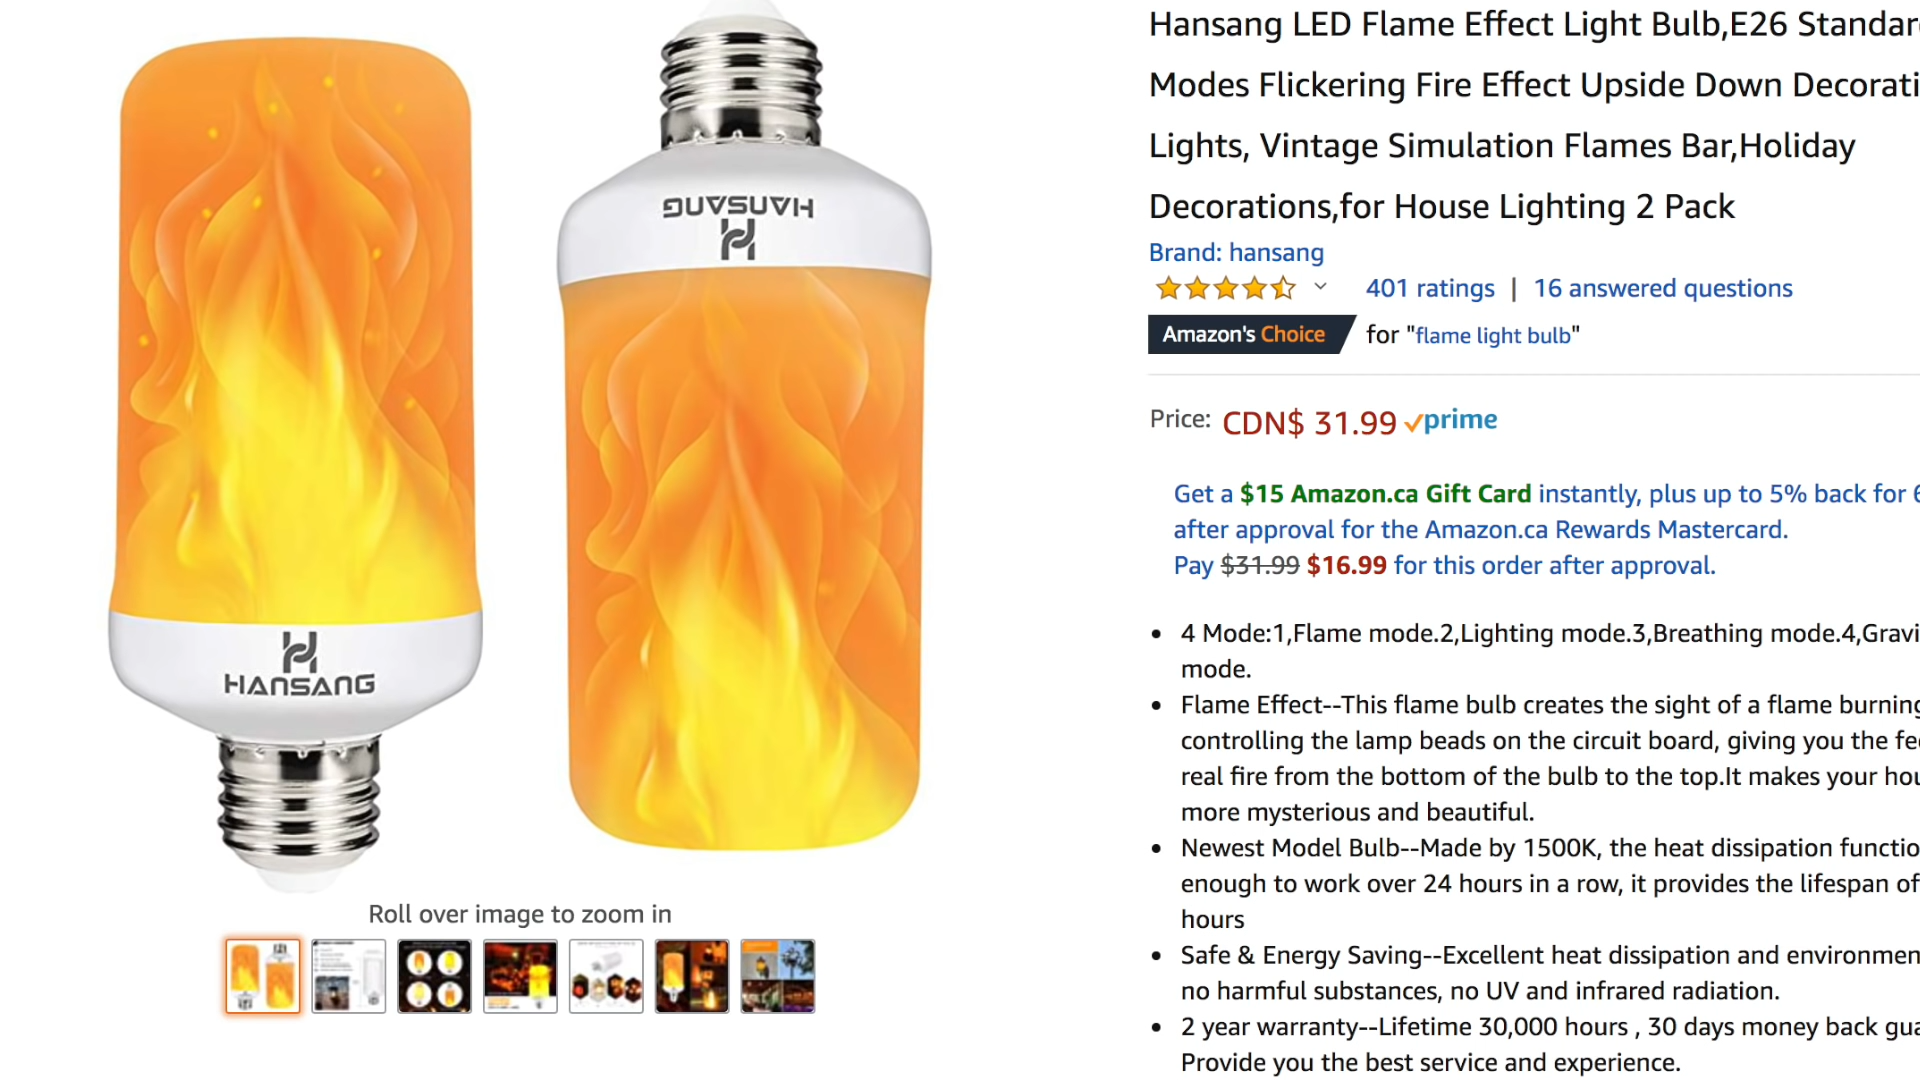 Hansang LED Flame Effect Light Bulb,E26
Modes Flickering Fire Effect Upside Down
Lights, Vintage Simulation Flames Bar,Holiday
Decorations,for House Lighting 2 Pack
Brand: hansang
401 ratings | 16 answered questions
Amazon's Choice for "flame light bulb"
Price: CDN$ 31.99 prime
Get a $15 Amazon.ca Gift Card instantly, plus up to 5% back for
after approval for the Amazon.ca Rewards Mastercard.
Pay $31.99 $16.99 for this order after approval.
4 Mode:1,Flame mode.2,Lighting mode.3,Breathing mode.4,
mode.
Flame Effect--This flame bulb creates the sight of a flame burning
controlling the lamp beads on the circuit board, giving you the
real fire from the bottom of the bulb to the top.It makes your
more mysterious and beautiful.
Newest Model Bulb--Made by 1500K, the heat dissipation
enough to work over 24 hours in a row, it provides the lifespan of
hours
Safe & Energy Saving--Excellent heat dissipation and
no harmful substances, no UV and infrared radiation.
2 year warranty--Lifetime 30,000 hours , 30 days money back
Provide you the best service and experience.
HANSANG
HANSANG
Roll over image to zoom in